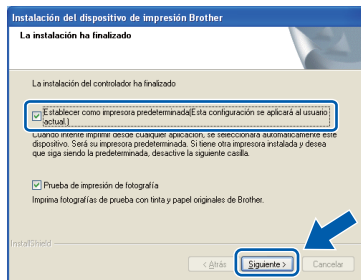 Instalación del dispositivo de impresión Brother
La instalación ha finalizado
La instalación del controlador ha finalizado
Establecer como impresora predeterminada(Esta configuración se aplicará al usuario
actual.)
Cuando intente imprimir desde cualquier aplicación, se seleccionará automáticamente este
dispositivo. Será su impresora predeterminada. Si tiene otra impresora instalada y desea
que siga siendo la predeterminada, desactive la siguiente casilla.
Prueba de impresión de fotografía
Imprima fotografías de prueba con tinta y papel originales de Brother.
InstallShield
< Atrás Siguiente > Cancelar